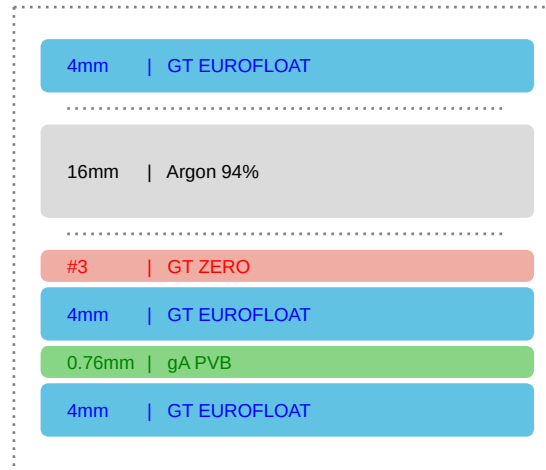 4mm | GT EUROFLOAT
16mm | Argon 94%
#3 | GT ZERO
4mm | GT EUROFLOAT
0.76mm | gA PVB
4mm | GT EUROFLOAT